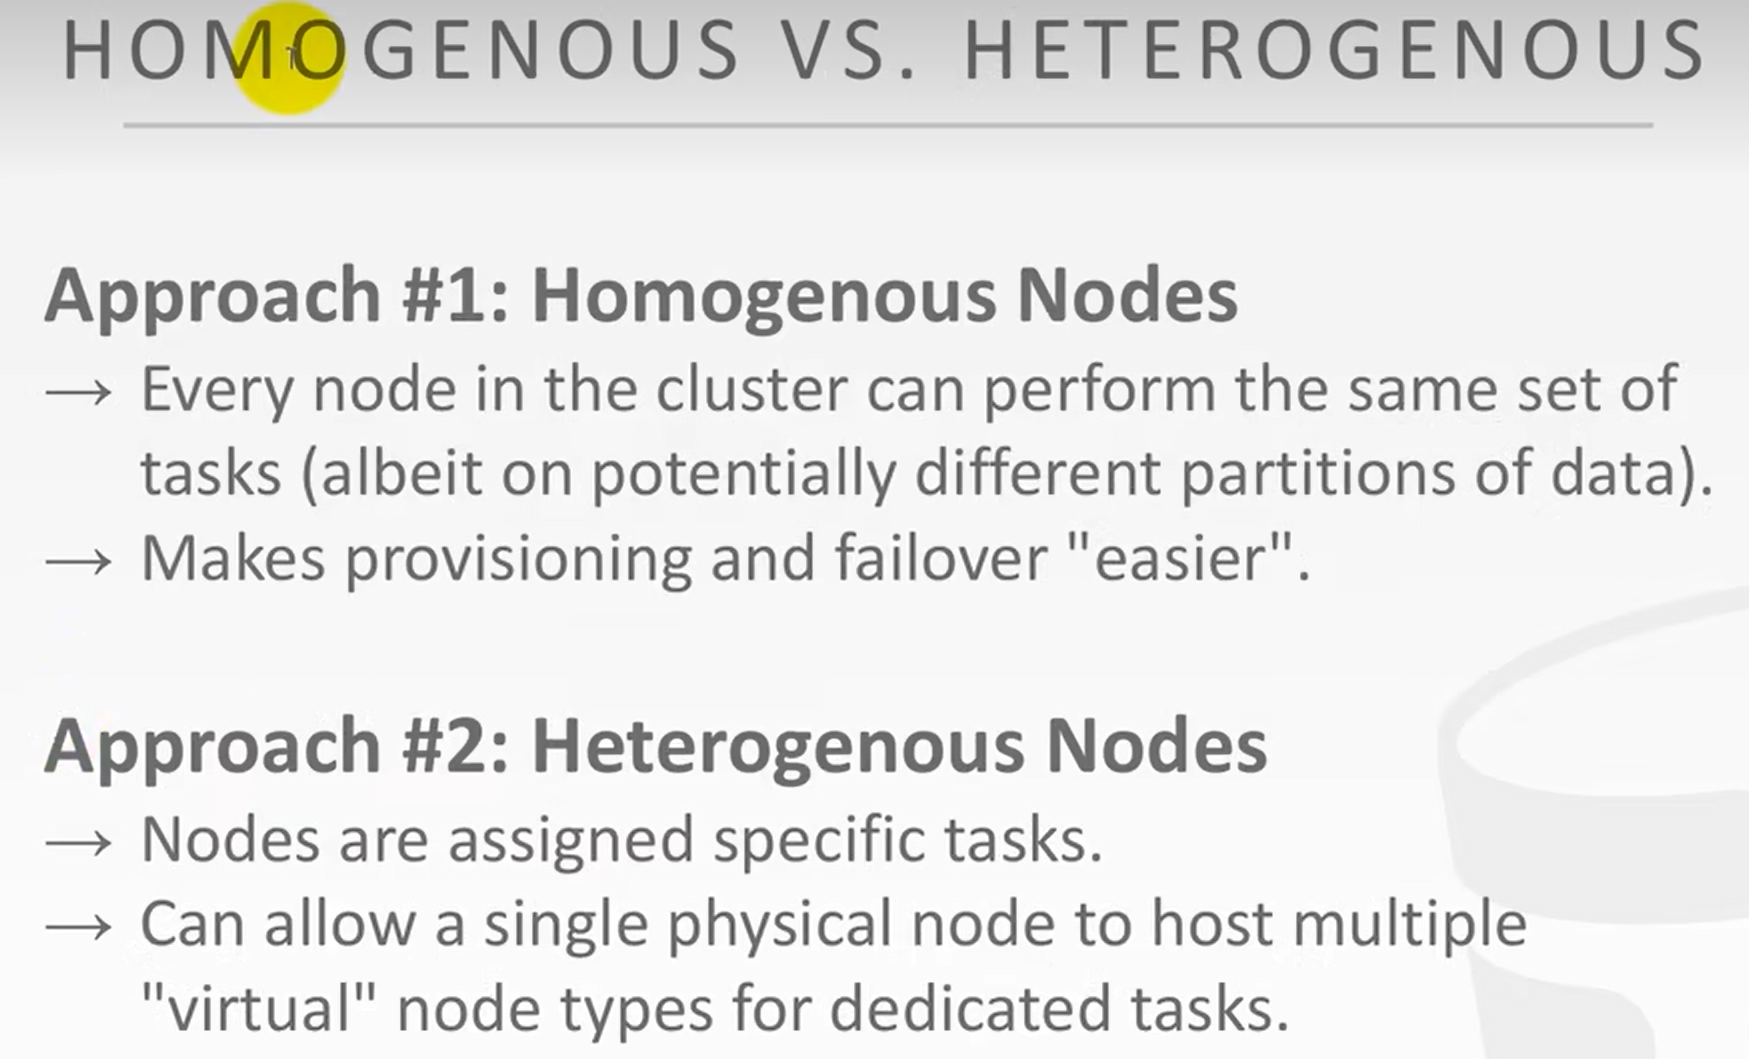 HOMOGENOUS VS. HETEROGENOUS
Approach #1: Homogenous Nodes
→ Every node in the cluster can perform the same set of
tasks (albeit on potentially different partitions of data).
→ Makes provisioning and failover "easier".
Approach #2: Heterogenous Nodes
→ Nodes are assigned specific tasks.
→ Can allow a single physical node to host multiple
"virtual" node types for dedicated tasks.